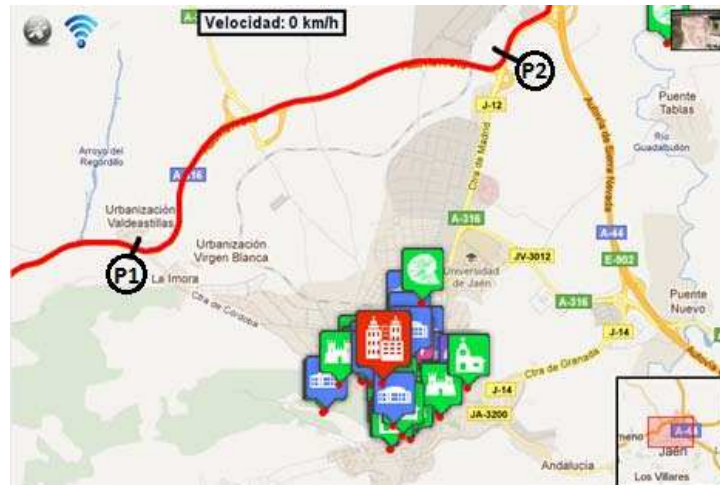 Velocidad: 0 km/h
P2
Puente
Tablas
Río
Guadalbullón
J-12
Ctra de Madrid
Autovía de Sierra Nevada
Arroyo del
Regordillo
A-316
Urbanización
Valdeastillas
A-316
Urbanización
Virgen Blanca
JV-3012
A-44
E-902
P1
La Imora
Universidad
de Jaén
Ctra de Córdoba
A-316
Puente
Nuevo
J-14
Ctra de Granada
Autovía
J-14
JA-3200
A-44
Jaén
Andalucía
Los Villares